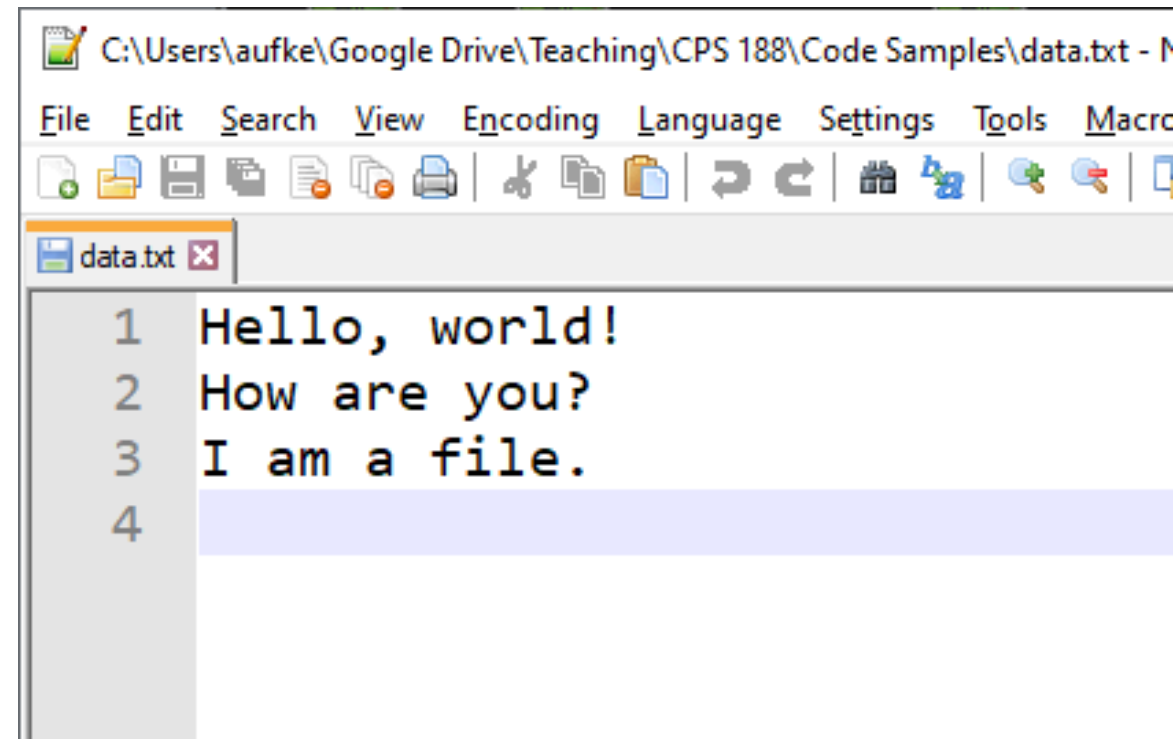 C:\Users\aufke\Google Drive\Teaching\CPS 188\Code Samples\data.txt - N
File Edit Search View Encoding Language Settings Tools Macro
data.txt
1 Hello, world!
2 How are you?
3 I am a file.
4